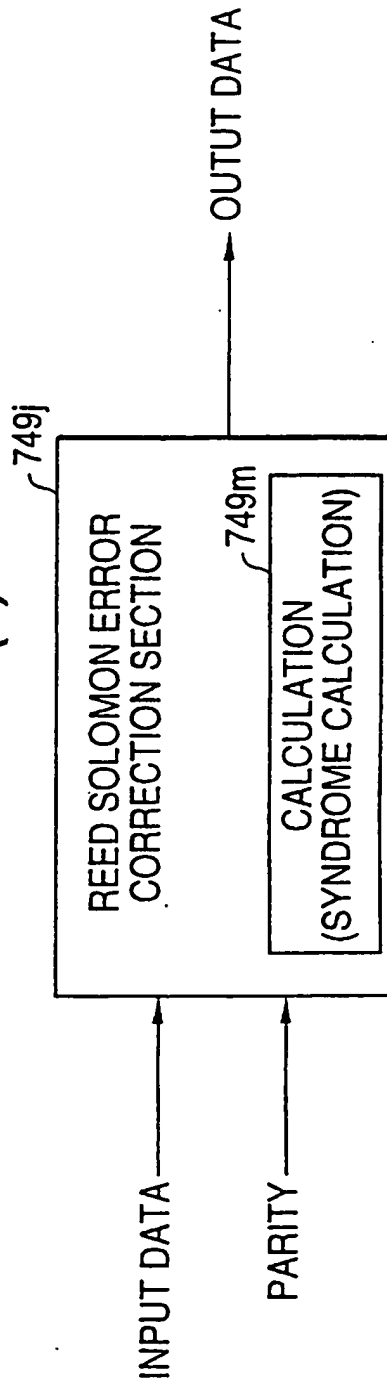 749j
REED SOLOMON ERROR
CORRECTION SECTION
749m
CALCULATION
(SYNDROME CALCULATION)
INPUT DATA
PARITY
OUTUT DATA